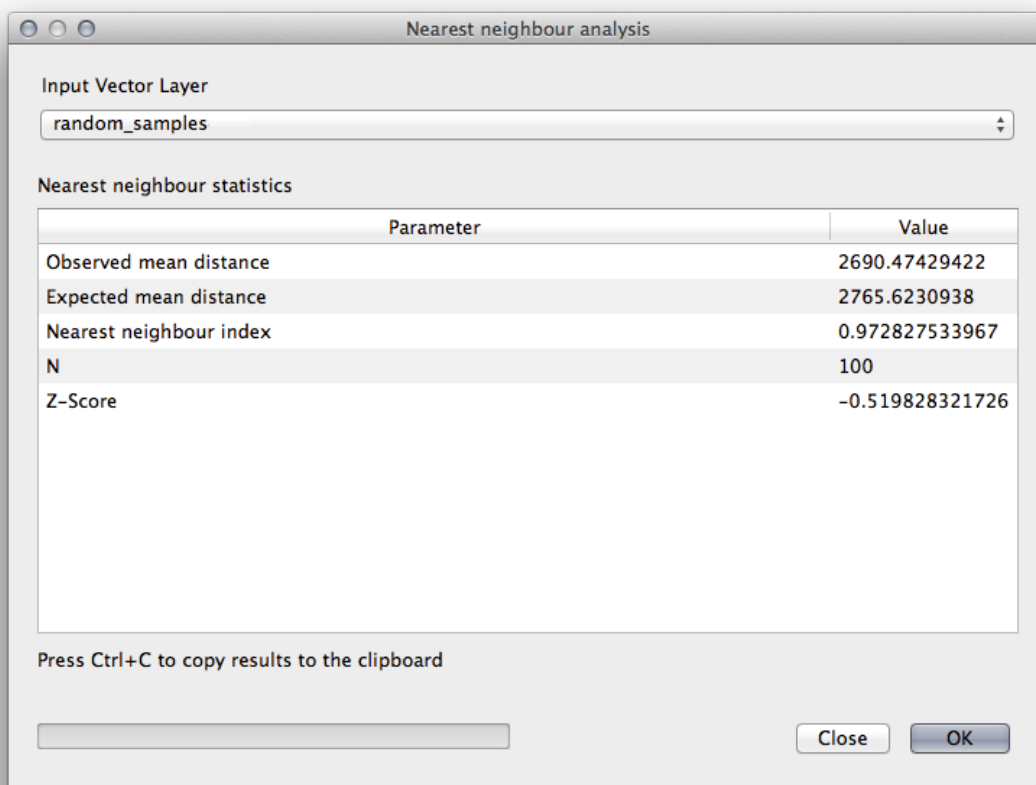 Nearest neighbour analysis
Input Vector Layer
random_samples
Nearest neighbour statistics
Parameter Value
Observed mean distance 2690.47429422
Expected mean distance 2765.6230938
Nearest neighbour index 0.972827533967
N 100
Z-Score -0.519828321726
Press Ctrl+C to copy results to the clipboard
Close OK